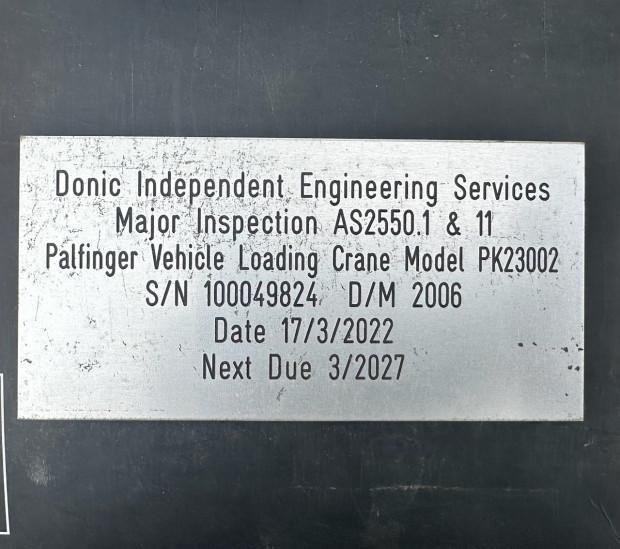 Donic Independent Engineering Services
Major Inspection AS2550.1 & 11
Palfinger Vehicle Loading Crane Model PK23002
S/N 100049824 D/M 2006
Date 17/3/2022
Next Due 3/2027